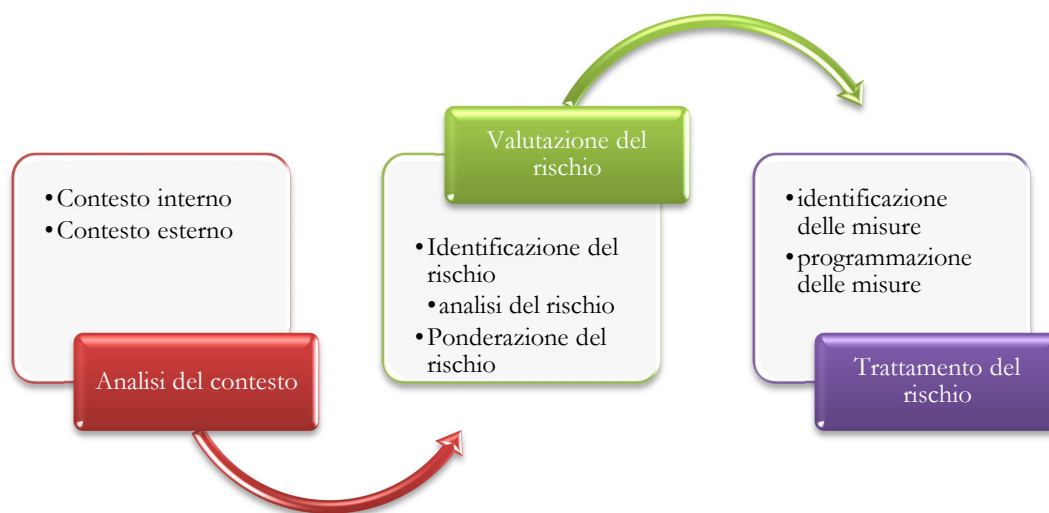 •Contesto interno
•Contesto esterno
Analisi del contesto
Valutazione del
rischio
•Identificazione del
rischio
•analisi del rischio
•Ponderazione del
rischio
•identificazione
delle misure
•programmazione
delle misure
Trattamento del
rischio